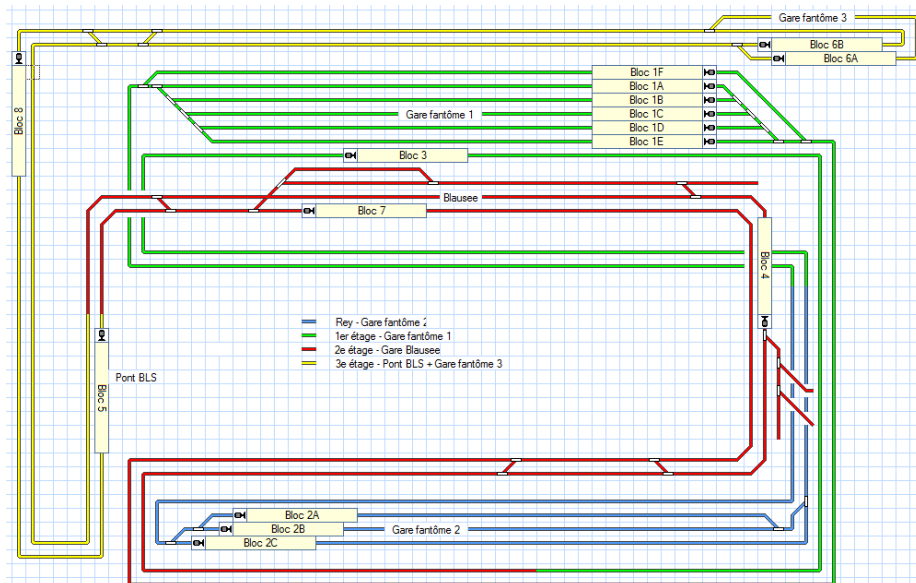 Gare fantôme 3
Bloc 6B
Bloc 6A
Bloc 8
Bloc 1F
Bloc 1A
Bloc 1B
Gare fantôme 1
Bloc 1C
Bloc 1D
Bloc 1E
Bloc 3
Blausee
Bloc 7
Bloc 4
Rey - Gare fantôme 2
1er étage - Gare fantôme 1
2e étage - Gare Blausee
3e étage - Pont BLS + Gare fantôme 3
Pont BLS
Bloc 5
Bloc 2A
Bloc 2B
Gare fantôme 2
Bloc 2C